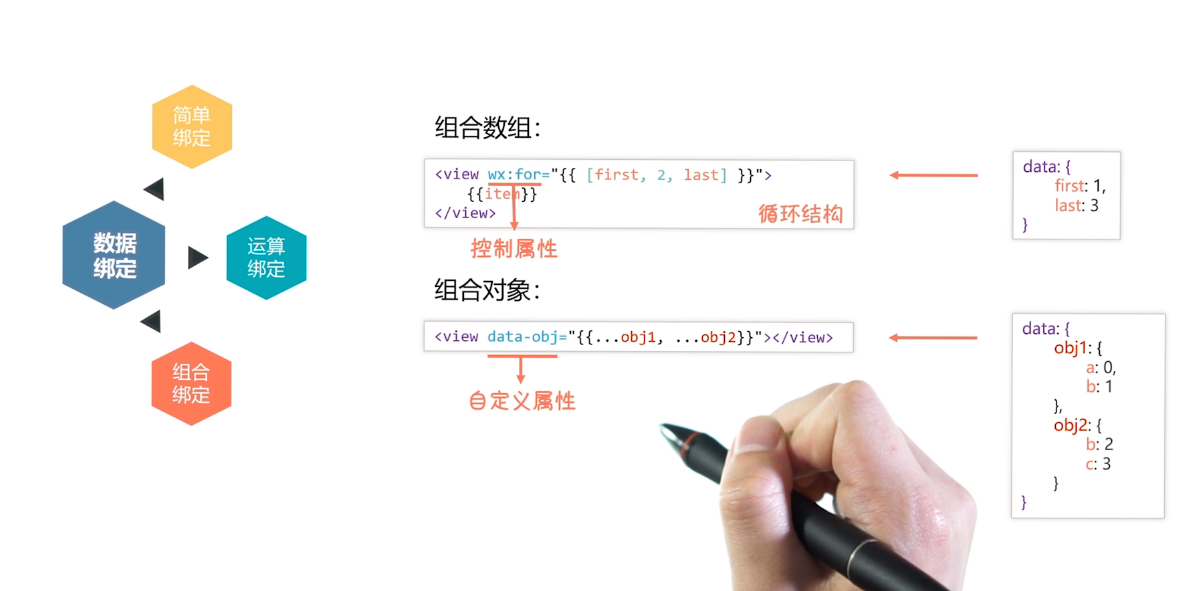 简单
绑定
数据
绑定
运算
绑定
组合
绑定
组合数组：
<view wx:for="{{ [first, 2, last] }}">
{{item}}
</view>
循环结构
控制属性
data: {
first: 1,
last: 3
}
组合对象：
<view data-obj="{{...obj1, ...obj2}}"></view>
自定义属性
data: {
obj1: {
a: 0,
b: 1
},
obj2: {
b: 2
c: 3
}
}